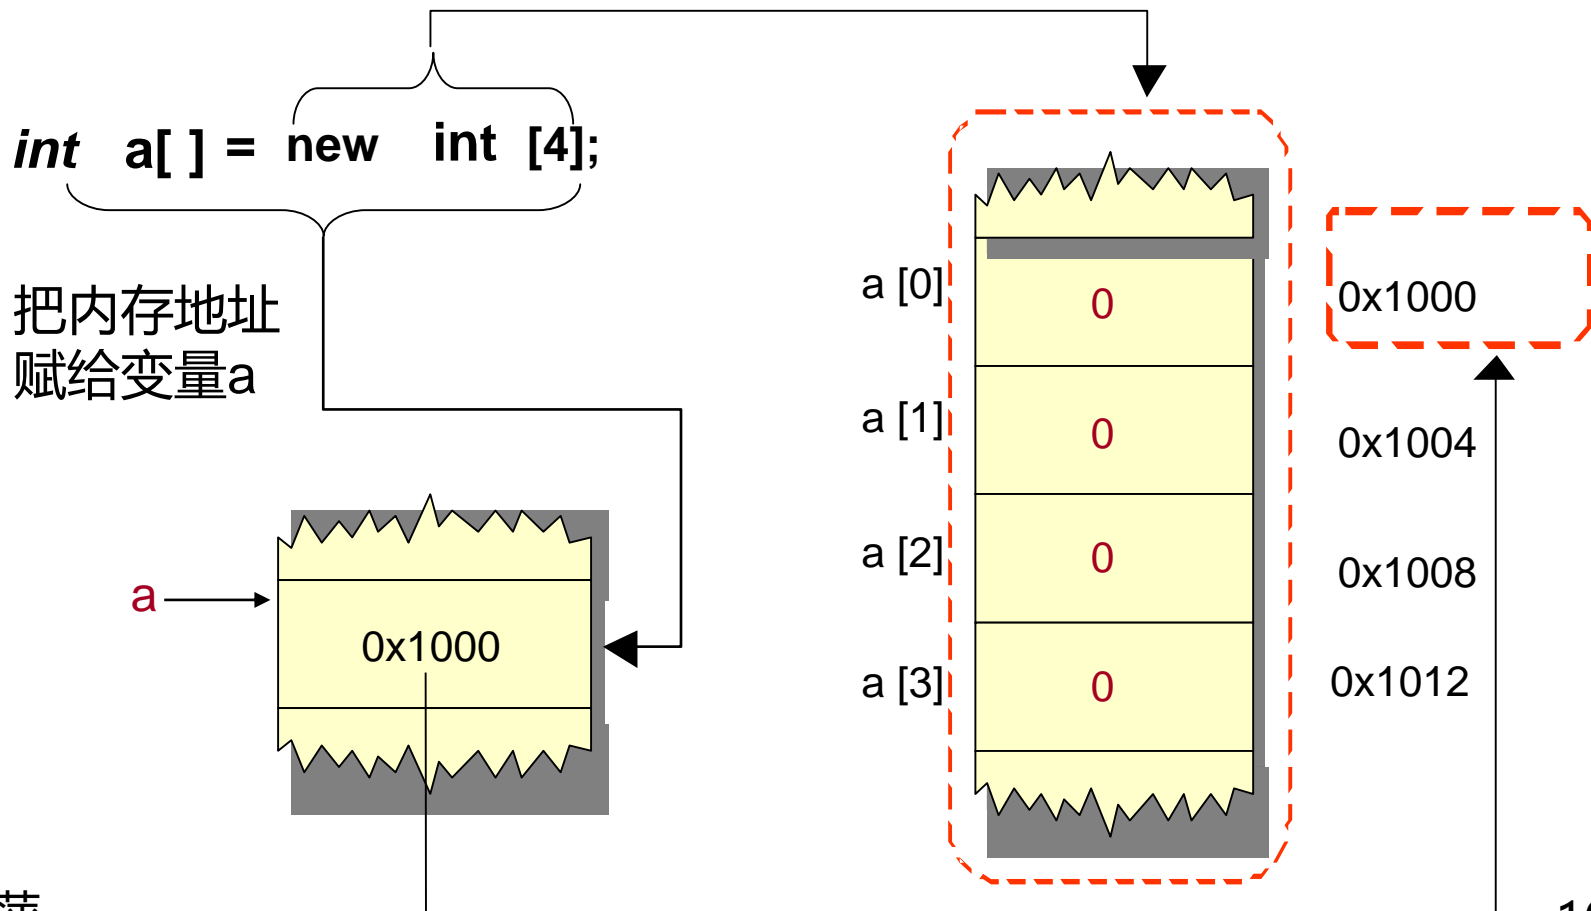 int a[ ] = new int [4];
把内存地址
赋给变量a
a
0x1000
a [0]
0
0x1000
a [1]
0
0x1004
a [2]
0
0x1008
a [3]
0
0x1012